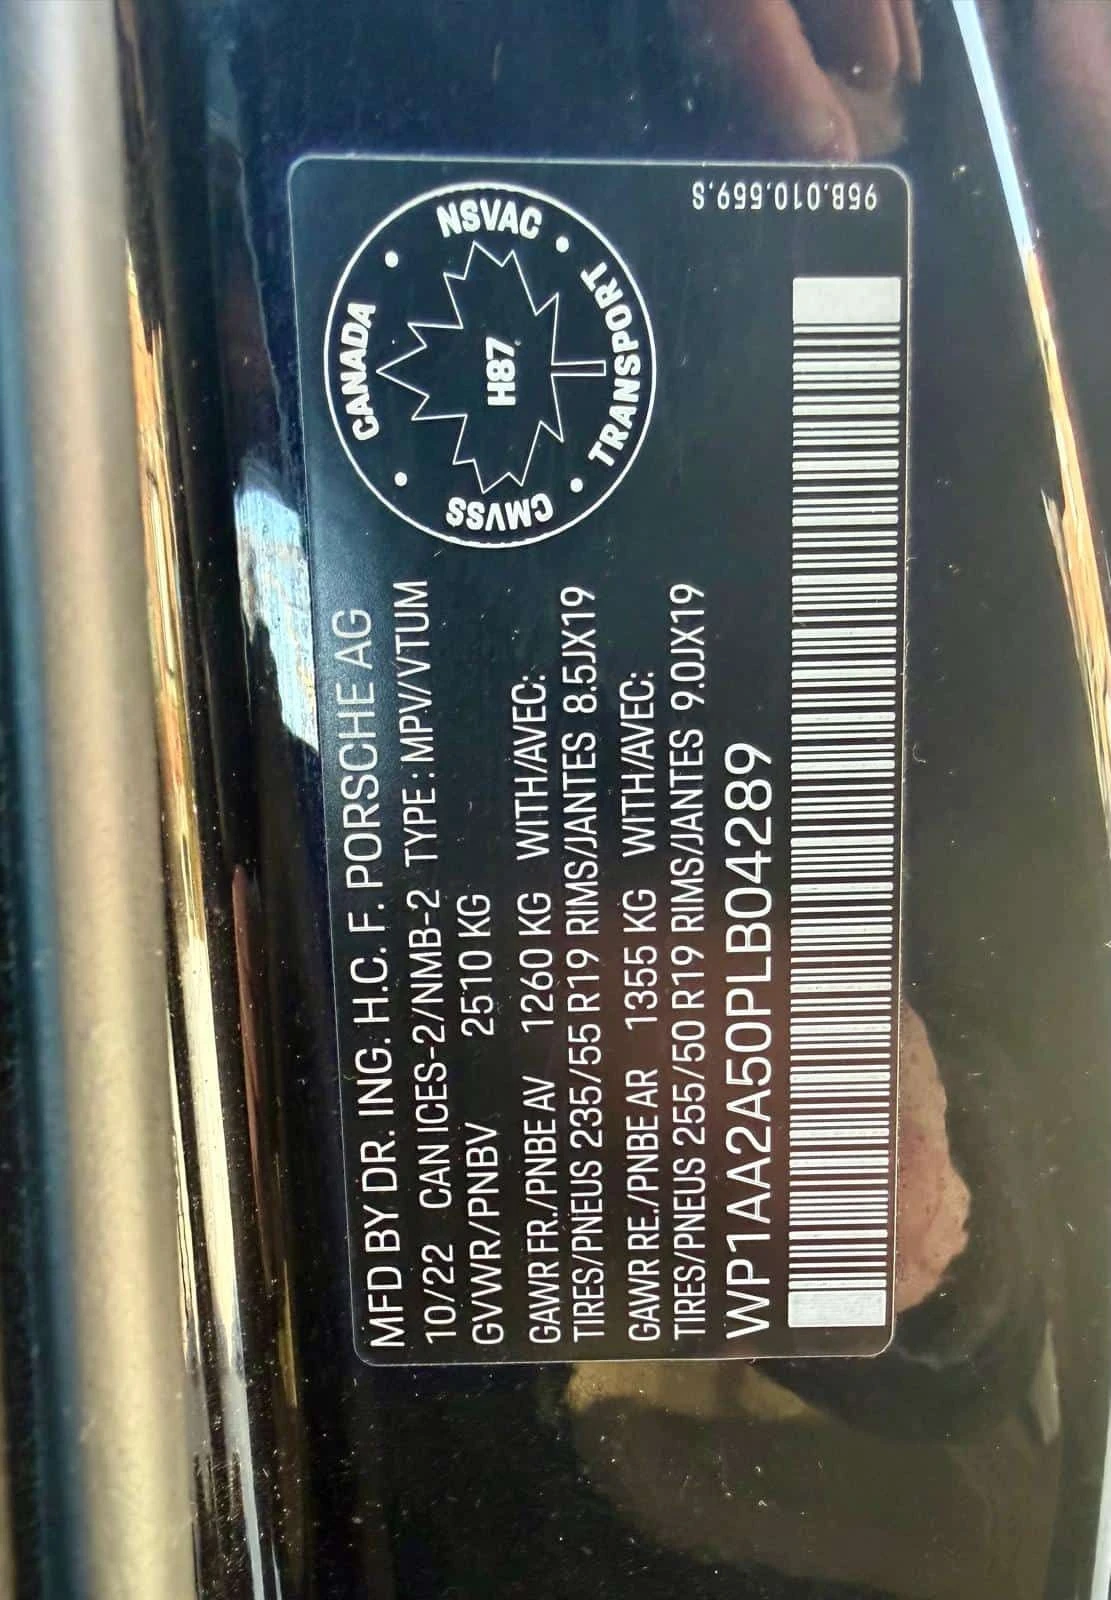 MFD BY DR. ING. H.C. F. PORSCHE AG
10/22 CAN ICES-2/NMB-2 TYPE : MPV/VTUM
GVWR/PNBV 2510 KG
GAWR FR./PNBE AV 1260 KG WITH/AVEC:
TIRES/PNEUS 235/55 R19 RIMS/JANTES 8.5JX19
GAWR RE./PNBE AR 1355 KG WITH/AVEC:
TIRES/PNEUS 255/50 R19 RIMS/JANTES 9.0JX19
WP1AA2A50PLB04289
CANADA
NSVAC
TRANSPORT
CMVSS
H87
95B.010.559.S